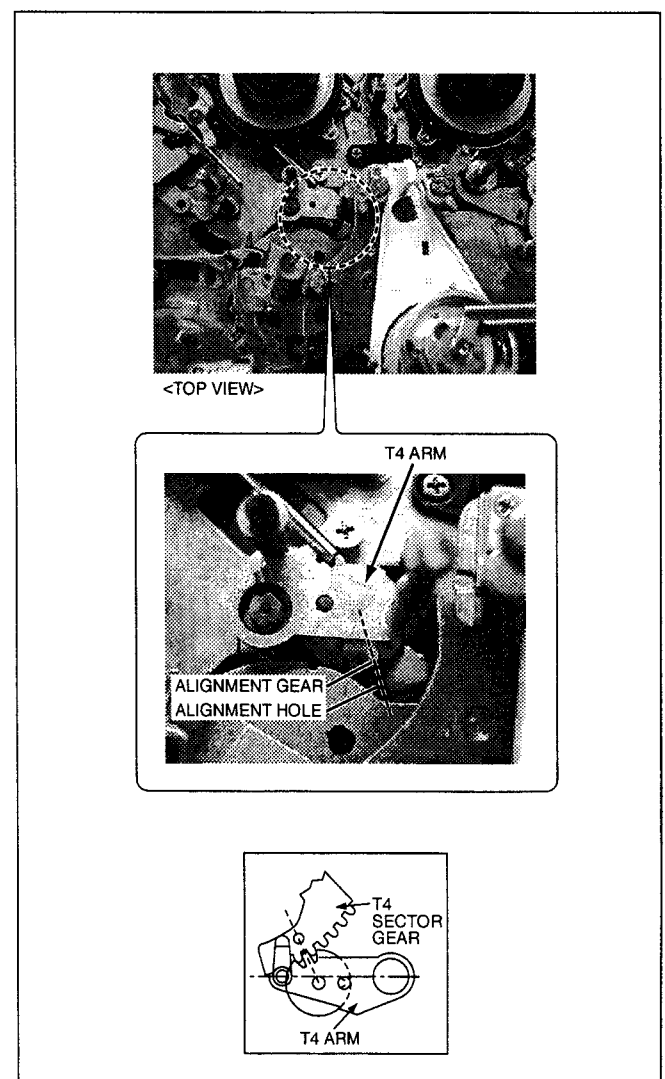 <TOP VIEW>
T4 ARM
ALIGNMENT GEAR
ALIGNMENT HOLE
T4
SECTOR
GEAR
T4 ARM